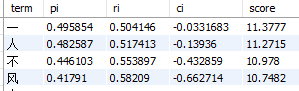 term pi ri ci score
一 0.495854 0.504146 -0.0331683 11.3777
人 0.482587 0.517413 -0.13936 11.2715
不 0.446103 0.553897 -0.432859 10.978
风 0.41791 0.58209 -0.662714 10.7482